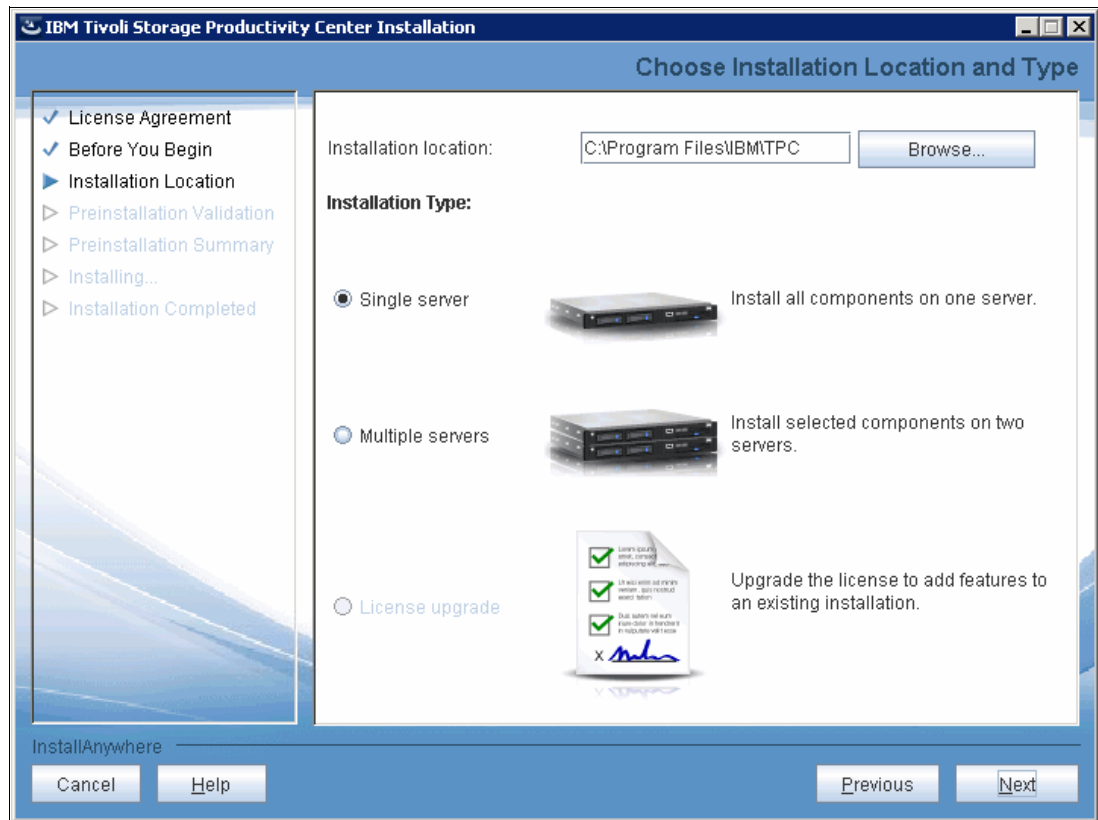 IBM Tivoli Storage Productivity Center Installation
Choose Installation Location and Type
License Agreement
Before You Begin
Installation Location
Preinstallation Validation
Preinstallation Summary
Installing...
Installation Completed
Installation location:
C:\Program Files\IBM\TPC
Browse...
Installation Type:
Single server
Install all components on one server.
Multiple servers
Install selected components on two
servers.
License upgrade
Upgrade the license to add features to
an existing installation.
X
InstallAnywhere
Cancel
Help
Previous
Next